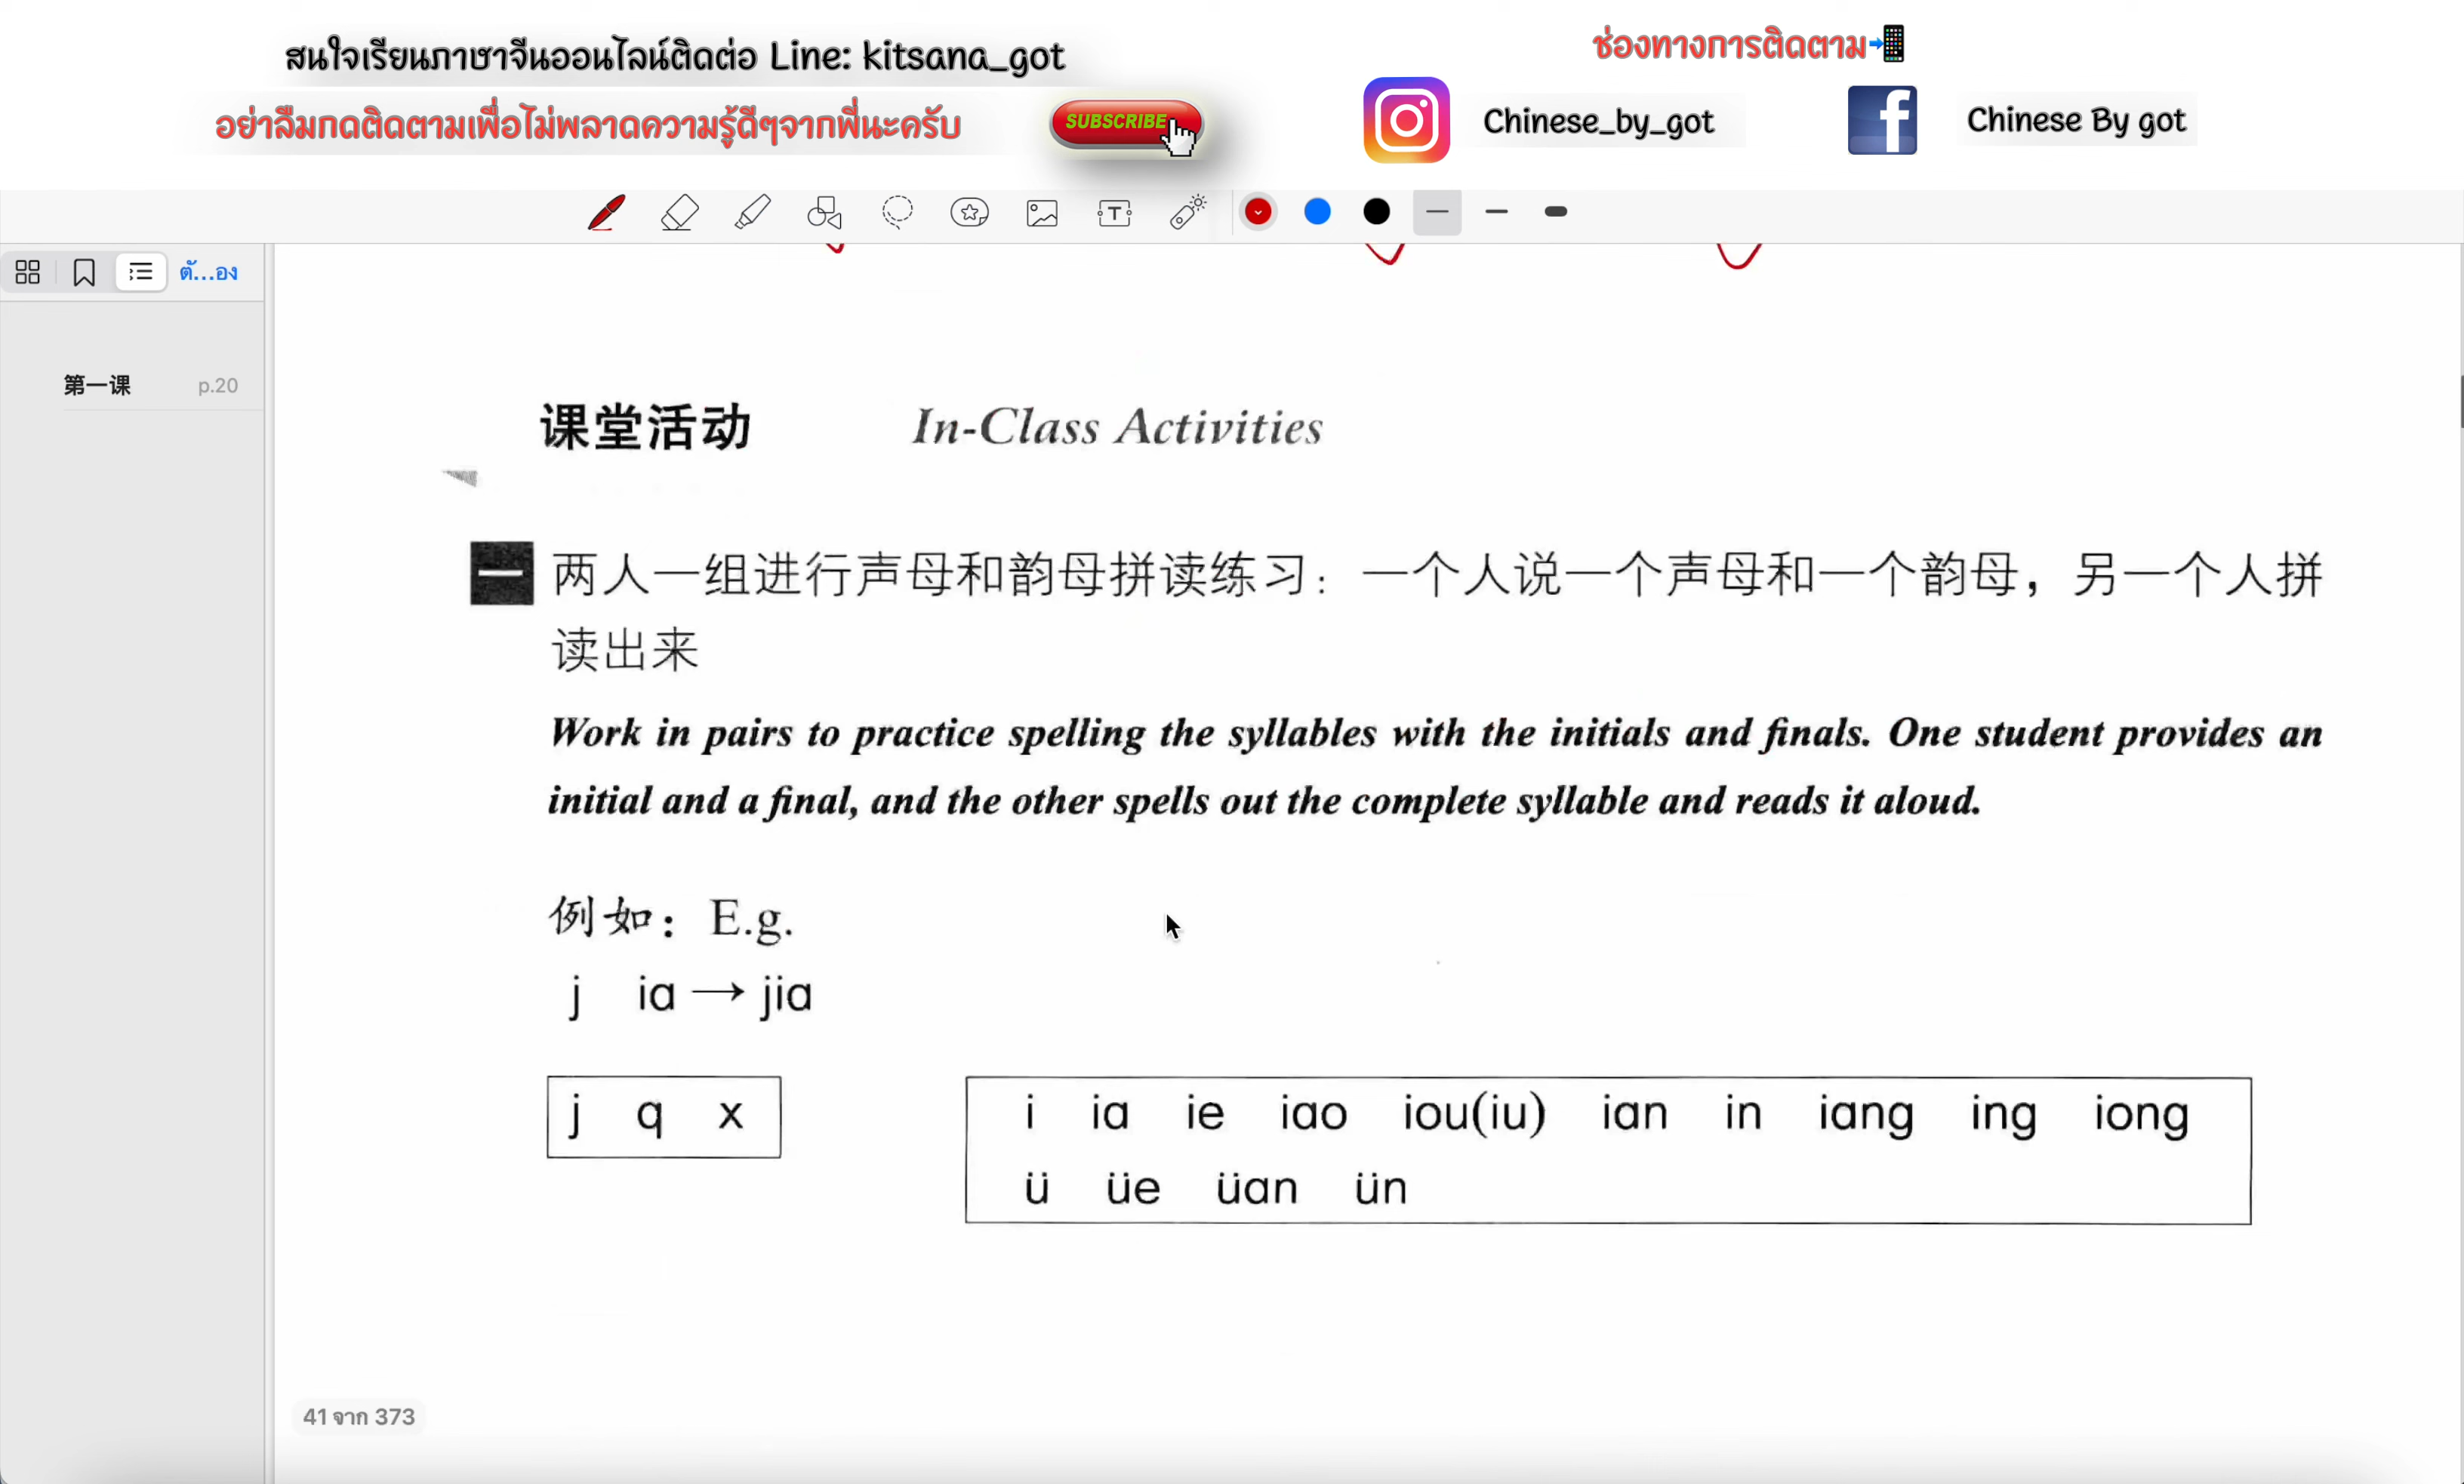 สนใจเรียนภาษาจีนออนไลน์ติดต่อ Line: kitsana_got
ช่องทางการติดตาม
อย่าลืมกดติดตามเพื่อไม่พลาดความรู้ดีๆจากพี่นะครับ
SUBSCRIBE
Chinese_by_got
Chinese By got
T
ตั…อง
第一课 p.20
课堂活动 In-Class Activities
一 两人一组进行声母和韵母拼读练习：一个人说一个声母和一个韵母，另一个人拼
读出来
Work in pairs to practice spelling the syllables with the initials and finals. One student provides an
initial and a final, and the other spells out the complete syllable and reads it aloud.
例如：E.g.
j ia → jia
j q x
i ia ie iao iou(iu) ian in iang ing iong
ü üe üan ün
41 จาก 373